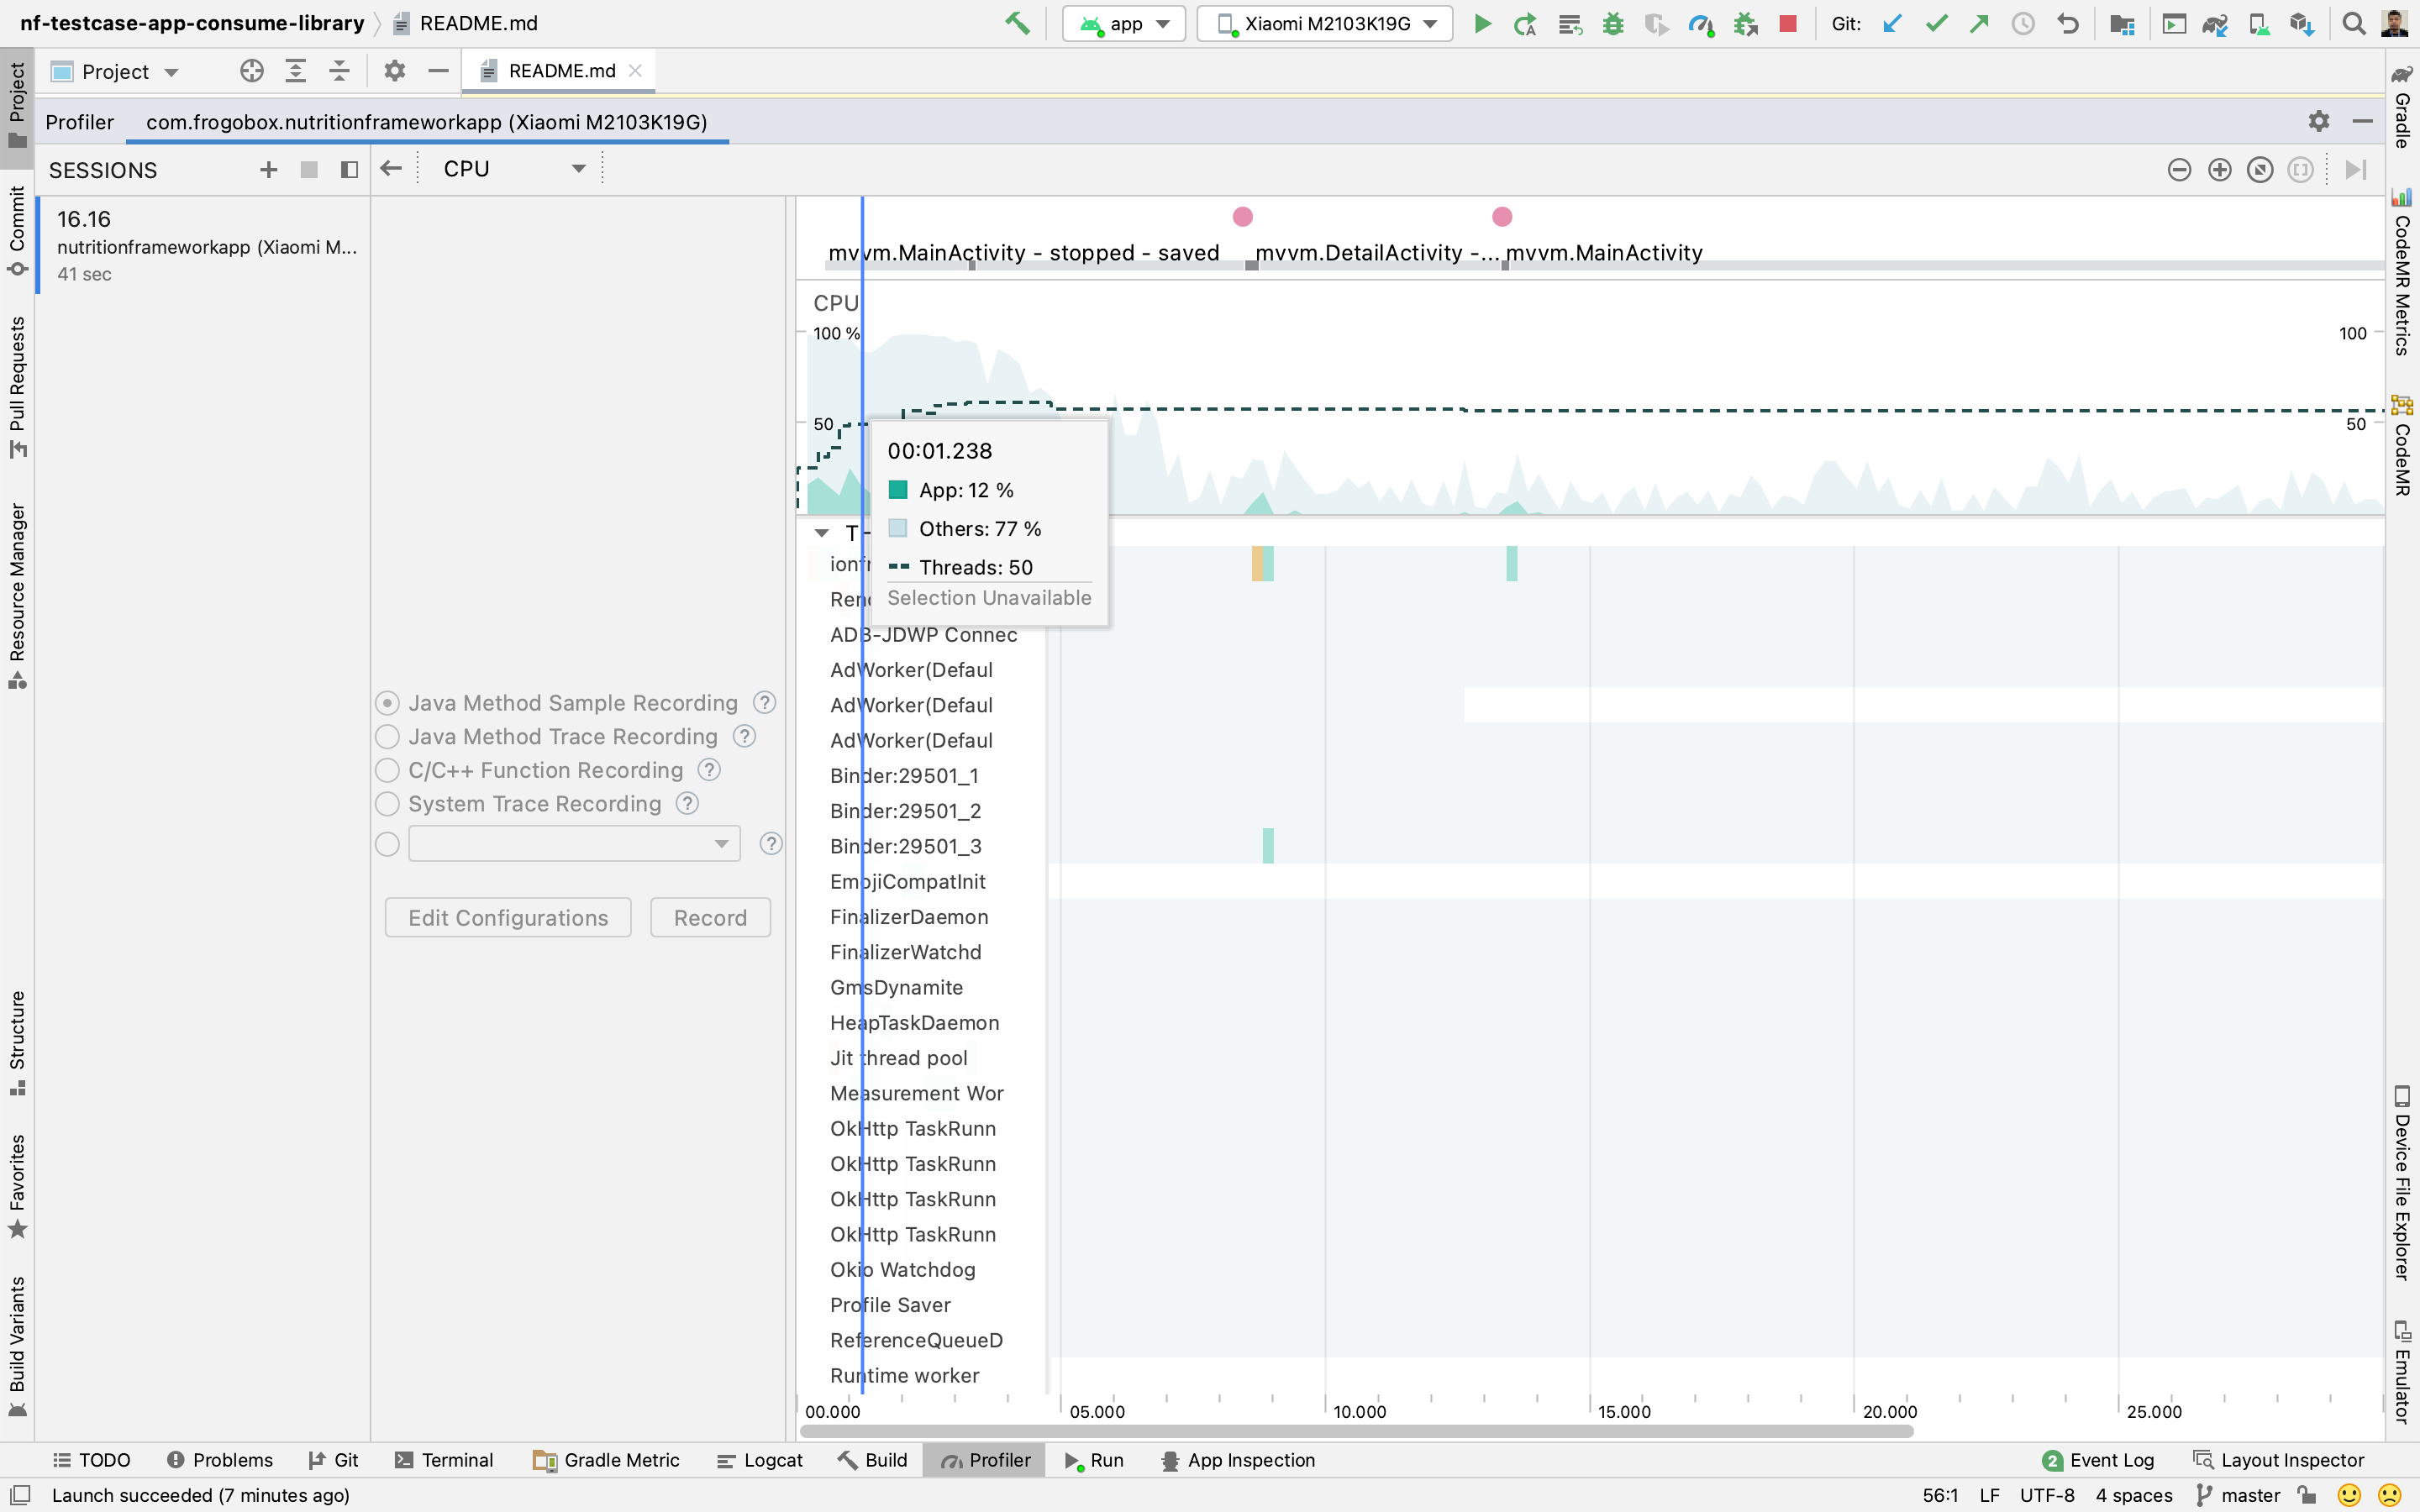 nf-testcase-app-consume-library README.md
app
Xiaomi M2103K19G
Git:
Project
README.md
Profiler com.frogobox.nutritionframeworkapp (Xiaomi M2103K19G)
SESSIONS
CPU
16.16
nutritionframeworkapp (Xiaomi M...
41 sec
mvvm.MainActivity - stopped - saved
mvvm.DetailActivity -...
mvvm.MainActivity
CPU
100 %
100
50
50
00:01.238
App: 12 %
Others: 77 %
Threads: 50
Selection Unavailable
ADB-JDWP Connec
AdWorker(Defaul
AdWorker(Defaul
AdWorker(Defaul
Binder:29501_1
Binder:29501_2
Binder:29501_3
EmojiCompatInit
FinalizerDaemon
FinalizerWatchd
GmsDynamite
HeapTaskDaemon
Jit thread pool
Measurement Wor
OkHttp TaskRunn
OkHttp TaskRunn
OkHttp TaskRunn
OkHttp TaskRunn
Okio Watchdog
Profile Saver
ReferenceQueueD
Runtime worker
00.000 05.000 10.000 15.000 20.000 25.000
Java Method Sample Recording
Java Method Trace Recording
C/C++ Function Recording
System Trace Recording
Edit Configurations
Record
Project
Commit
Pull Requests
Resource Manager
Structure
Favorites
Build Variants
Gradle
CodeMR Metrics
CodeMR
Device File Explorer
Emulator
TODO Problems Git Terminal Gradle Metric Logcat Build Profiler Run App Inspection
2 Event Log Layout Inspector
Launch succeeded (7 minutes ago)
56:1 LF UTF-8 4 spaces master